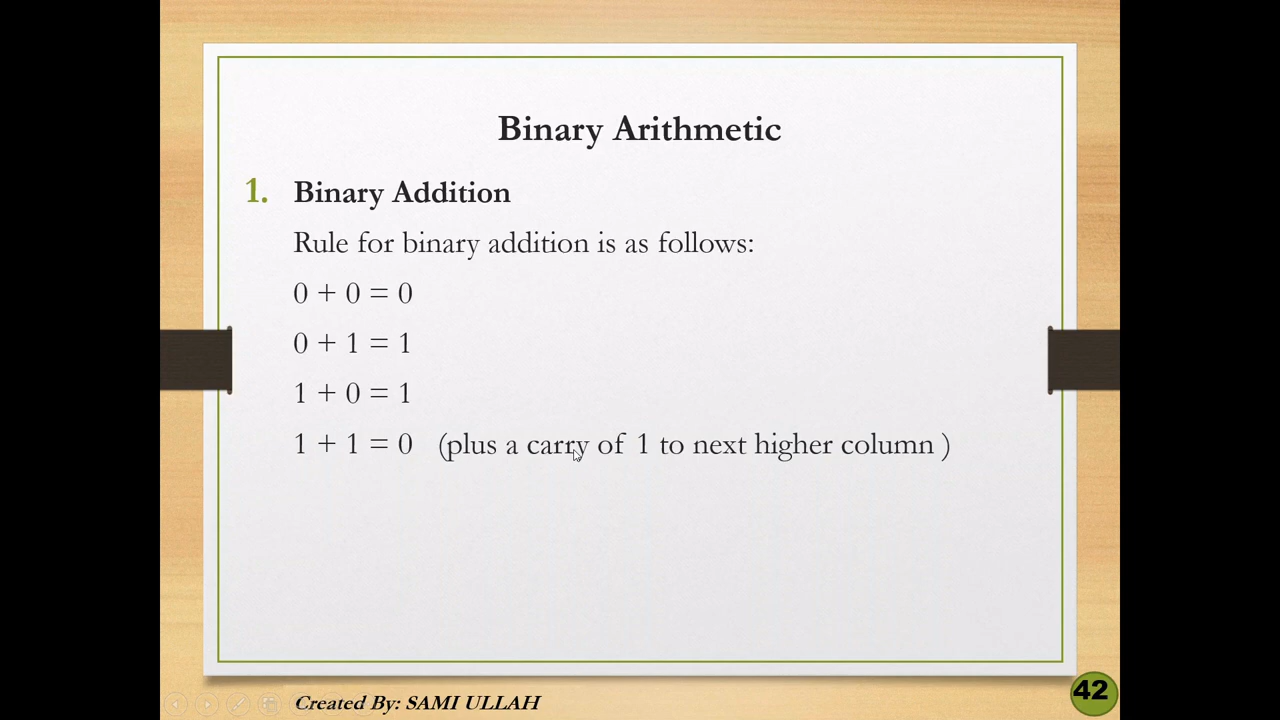 Binary Arithmetic
1. Binary Addition
Rule for binary addition is as follows:
0 + 0 = 0
0 + 1 = 1
1 + 0 = 1
1 + 1 = 0 (plus a carry of 1 to next higher column )
Created By: SAMI ULLAH
42